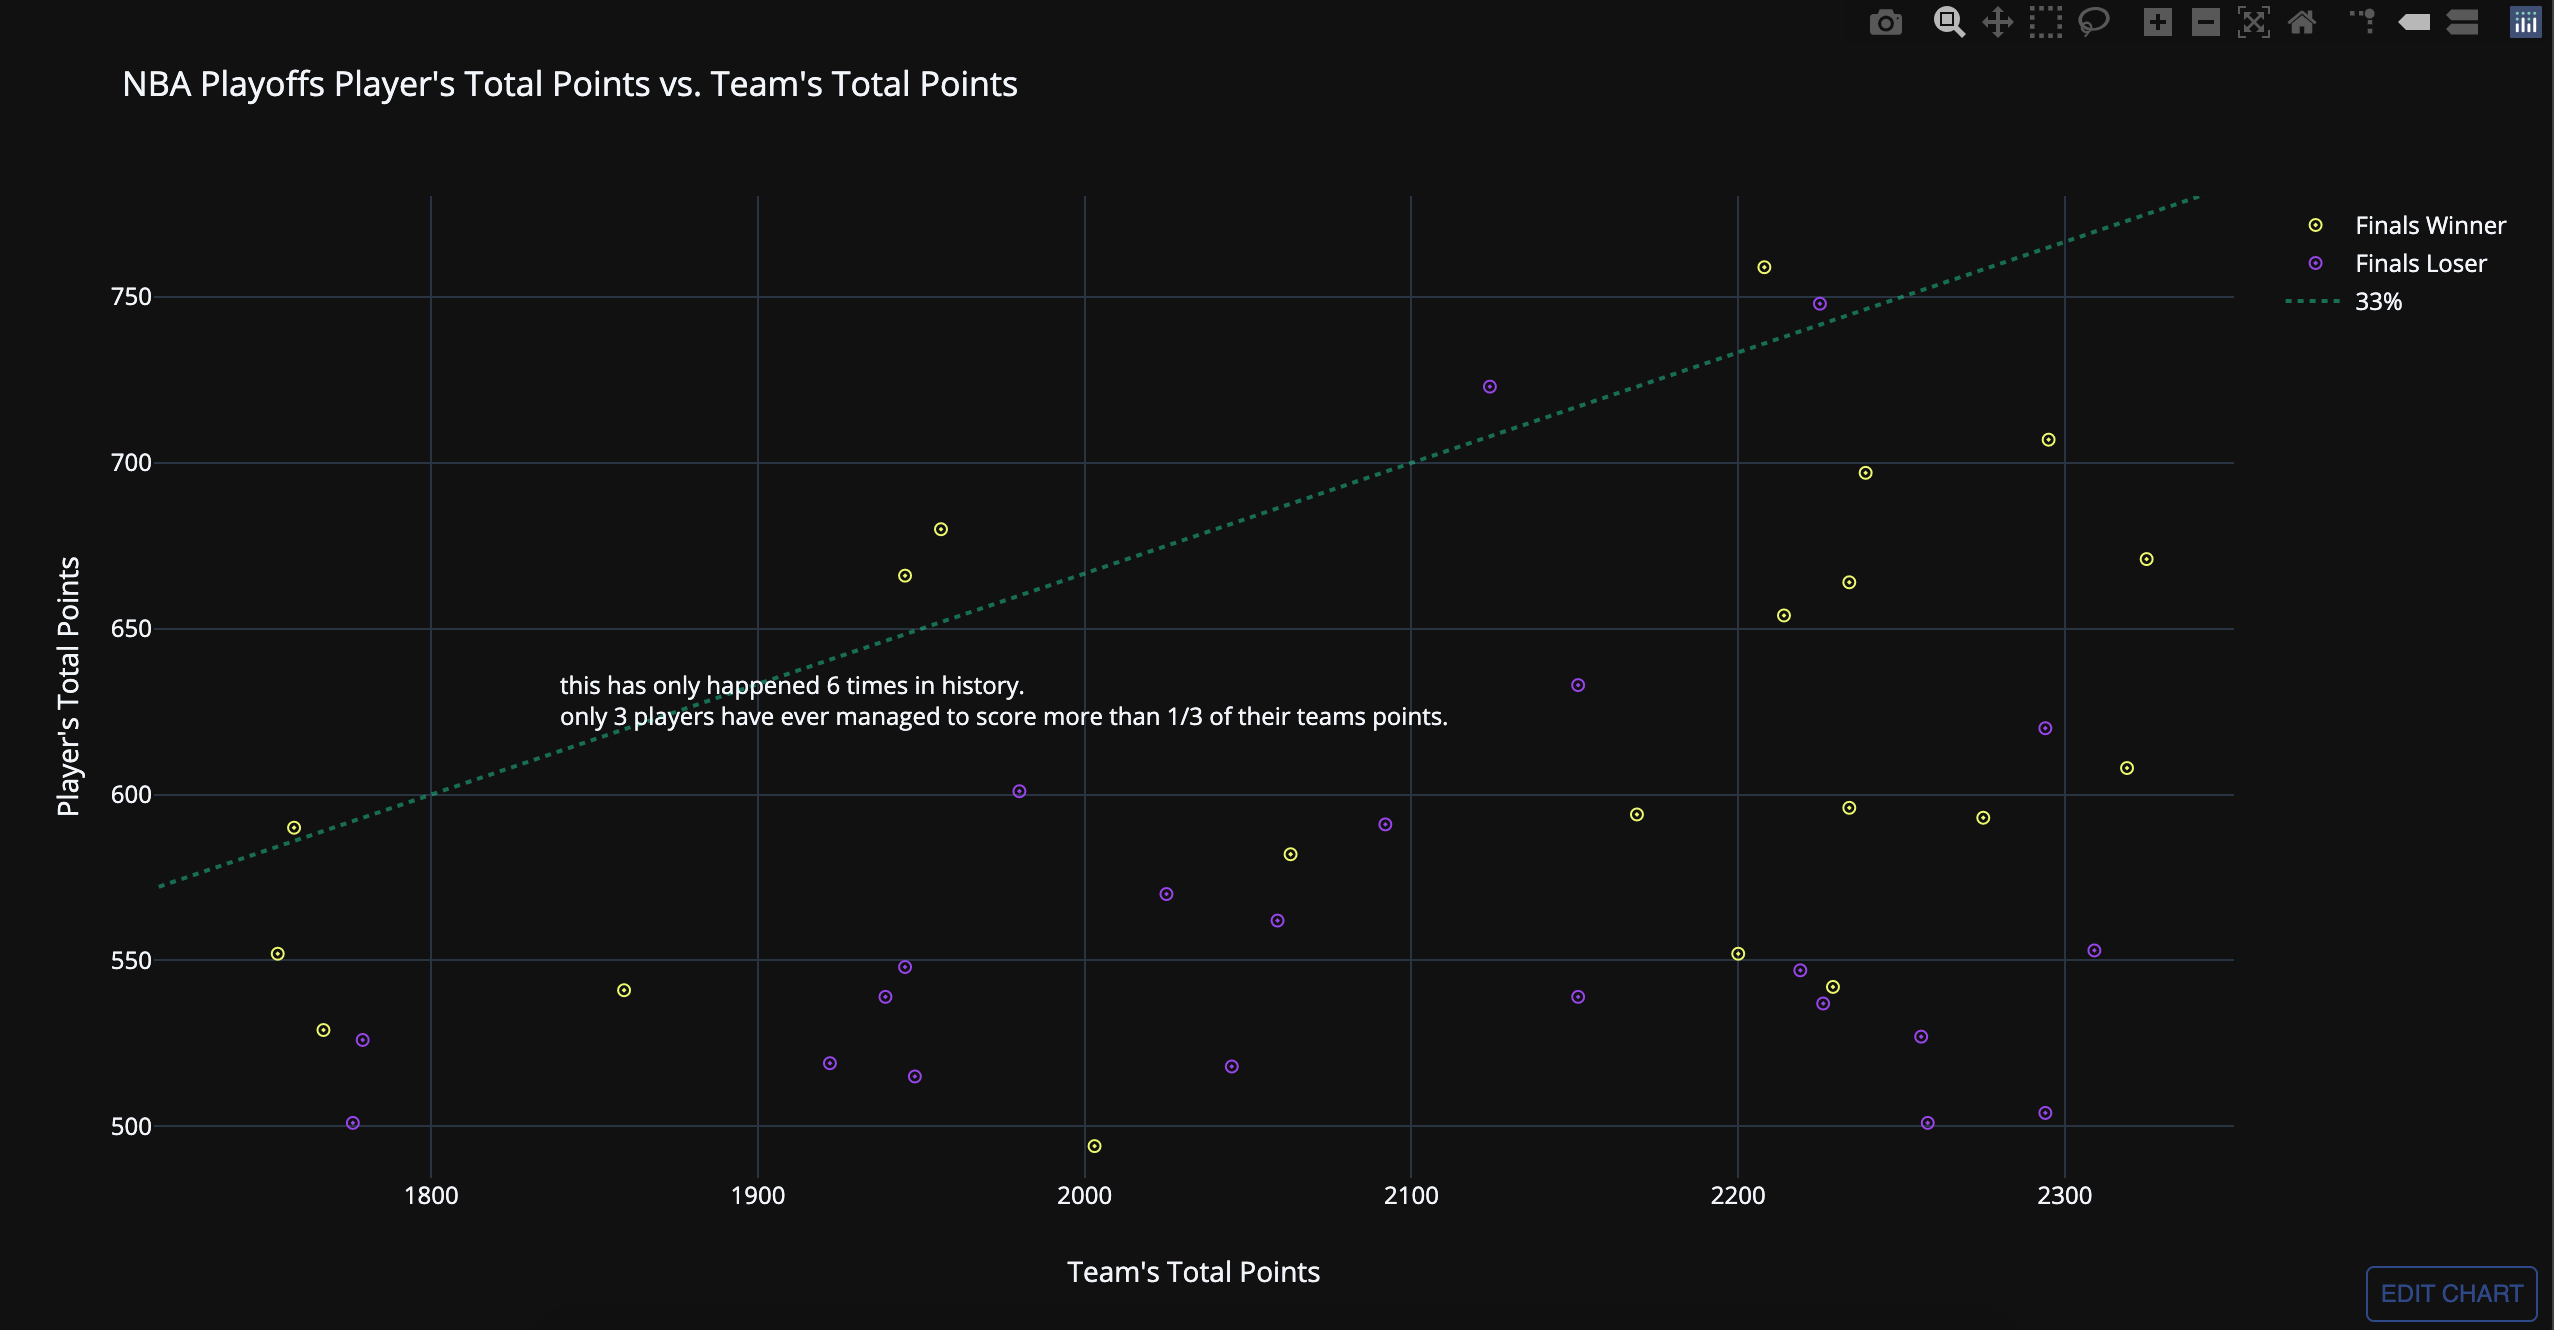 NBA Playoffs Player's Total Points vs. Team's Total Points
Finals Winner
Finals Loser
33%
750
700
650
600
550
500
Player's Total Points
this has only happened 6 times in history.
only 3 players have ever managed to score more than 1/3 of their teams points.
1800
1900
2000
2100
2200
2300
Team's Total Points
EDIT CHART